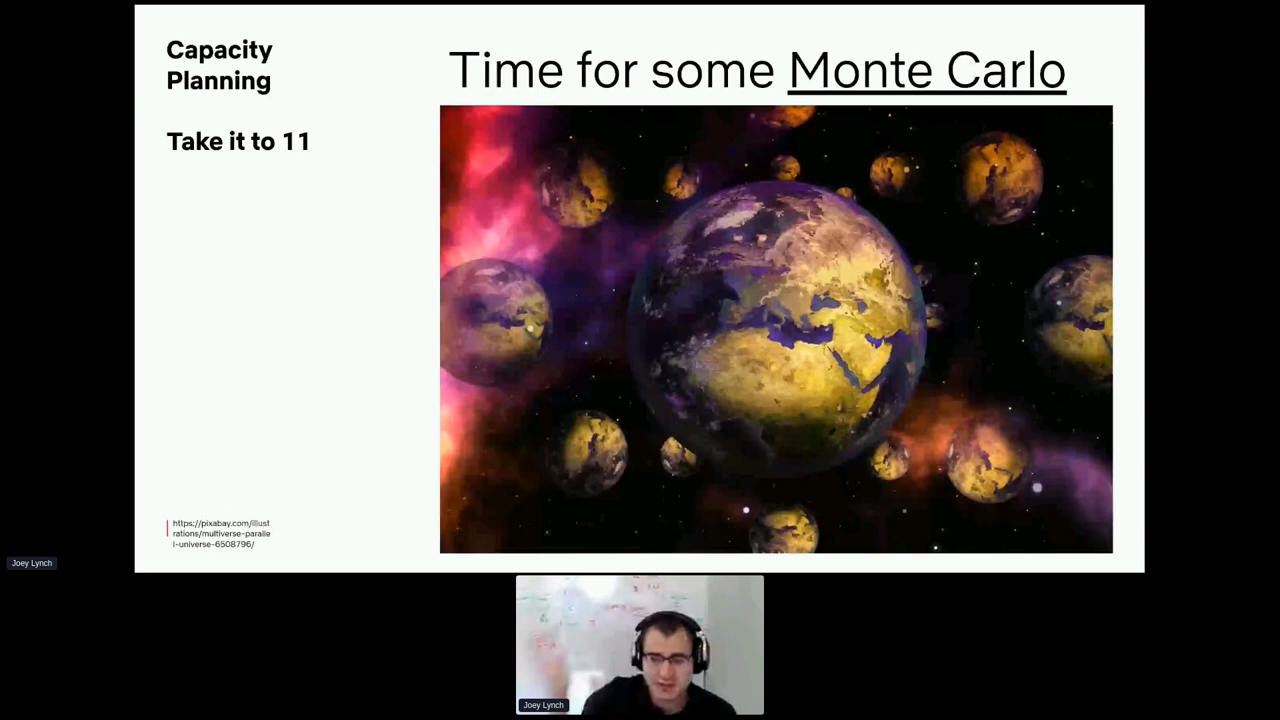 Capacity
Planning
Take it to 11
Time for some Monte Carlo
https://pixabay.com/illust
rations/multiverse-paralle
l-universe-6508796/
Joey Lynch
Joey Lynch